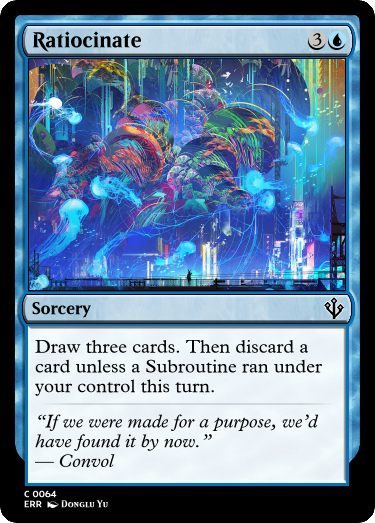 Ratiocinate 3
Sorcery
Draw three cards. Then discard a
card unless a Subroutine ran under
your control this turn.
“If we were made for a purpose, we’d
have found it by now.”
— Convol
C 0064
ERR Donglu Yu